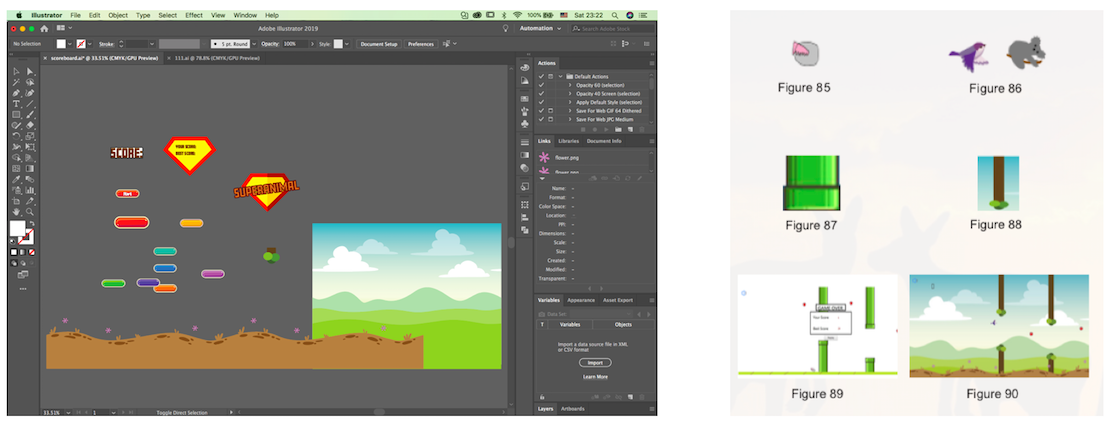 Illustrator File Edit Object Type Select Effect View Window Help 100% Sat 23:22
Adobe Illustrator 2019
Automation
Search Adobe Stock
No Selection Stroke: 5 pt. Round Opacity: 100% Style: Document Setup Preferences
scoreboard.ai* @ 33.51% (CMYK/GPU Preview) 111.ai @ 78.8% (CMYK/GPU Preview)
SCORE:
YOUR SCORE:
BEST SCORE:
SUPERANIMAL
Actions
Default Actions
Opacity 60 (selection)
Opacity 40 Screen (selection)
Apply Default Style (selection)
Save For Web GIF 64 Dithered
Save For Web JPG Medium
Links Libraries Document Info
flower.png
flower.png
Name: –
Format: –
Color Space: –
Location: –
PPI: –
Dimensions: –
Scale: –
Size: –
Created: –
Modified: –
Transparent: –
Variables Appearance Asset Export
Data Set:
T Variables Objects
Import a data source file in XML
or CSV format
Import
Learn More
Layers Artboards
33.51% 1 Toggle Direct Selection
Figure 85
Figure 86
Figure 87
Figure 88
GAME OVER
Your Score
Best Score
Figure 89
Figure 90